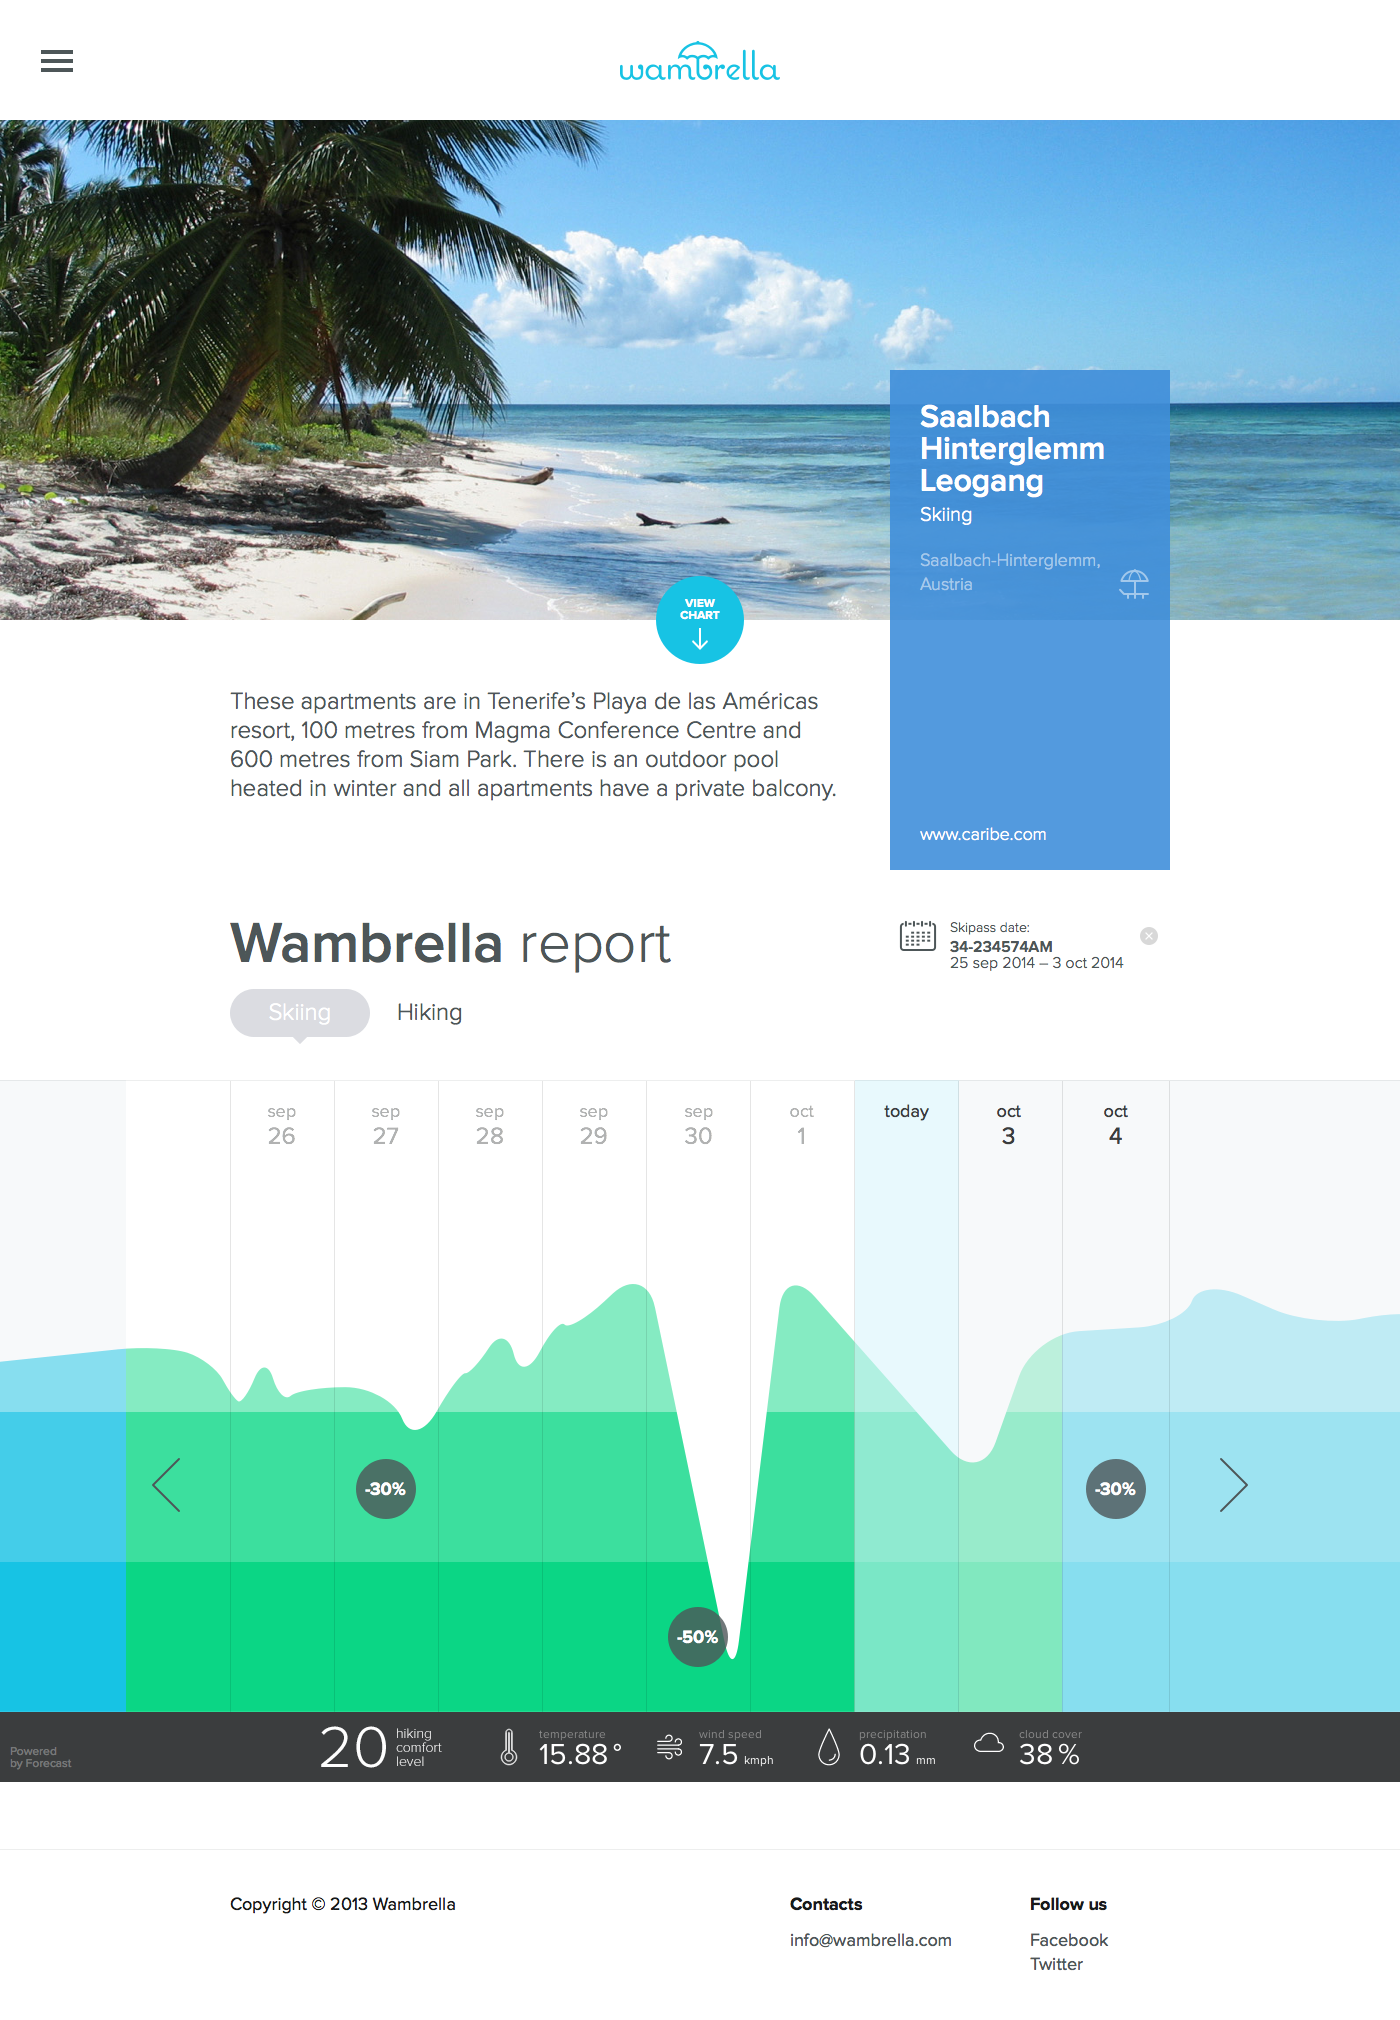 wambrella
Saalbach
Hinterglemm
Leogang
Skiing
Saalbach-Hinterglemm,
Austria
VIEW
CHART
These apartments are in Tenerife’s Playa de las Américas
resort, 100 metres from Magma Conference Centre and
600 metres from Siam Park. There is an outdoor pool
heated in winter and all apartments have a private balcony.
www.caribe.com
Wambrella report
Skipass date:
34-234574AM
25 sep 2014 – 3 oct 2014
Skiing Hiking
sep sep sep sep sep oct today oct oct
26 27 28 29 30 1 3 4
-30% -30%
-50%
Powered
by Forecast
20 hiking
comfort
level
temperature
15.88°
wind speed
7.5 kmph
precipitation
0.13 mm
cloud cover
38 %
Copyright © 2013 Wambrella
Contacts
info@wambrella.com
Follow us
Facebook
Twitter